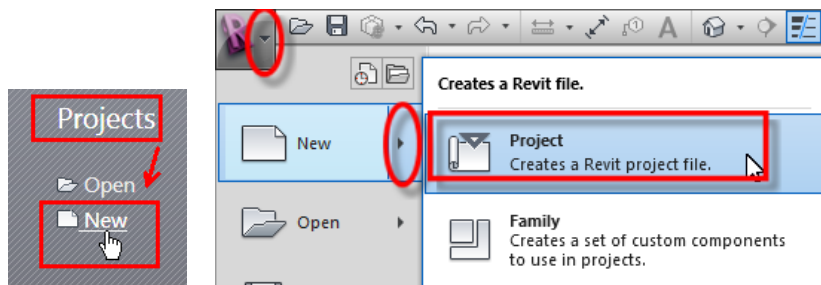 Projects
Open
New
Creates a Revit file.
New
Project
Creates a Revit project file.
Open
Family
Creates a set of custom components
to use in projects.